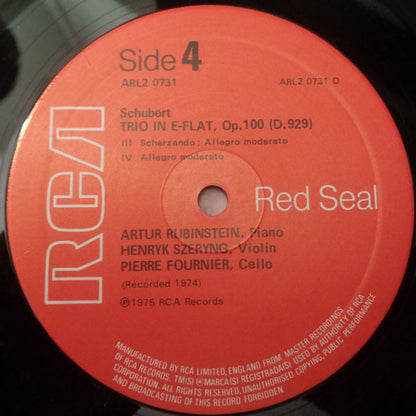 Side 4
ARL2 0731
ARL2 0731 D
Schubert
TRIO IN E-FLAT, Op.100 (D.929)
III Scherzando; Allegro moderato
IV Allegro moderato
RCA
Red Seal
ARTUR RUBINSTEIN, Piano
HENRYK SZERYNG, Violin
PIERRE FOURNIER, Cello
(Recorded 1974)
℗1975 RCA Records
MANUFACTURED BY RCA LIMITED, ENGLAND FROM MASTER RECORDINGS
OF RCA RECORDS. TM(S) ® MARCA(S) REGISTRADA(S) USED BY AUTHORITY OF RCA
CORPORATION. ALL RIGHTS RESERVED. UNAUTHORISED COPYING, PUBLIC PERFORMANCE
AND BROADCASTING OF THIS RECORD FORBIDDEN